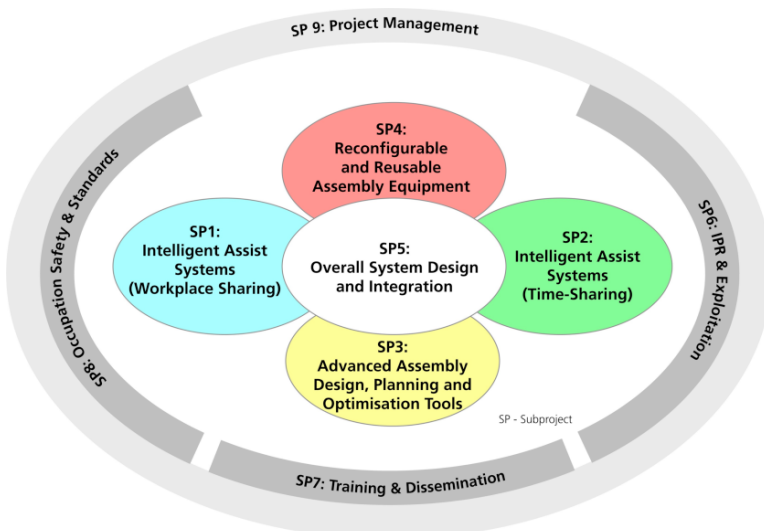 SP 9: Project Management
SP8: Occupation Safety & Standards
SP4:
Reconfigurable
and Reusable
Assembly Equipment
SP1:
Intelligent Assist
Systems
(Workplace Sharing)
SP5:
Overall System Design
and Integration
SP2:
Intelligent Assist
Systems
(Time-Sharing)
SP6: IPR & Exploitation
SP3:
Advanced Assembly
Design, Planning and
Optimisation Tools
SP - Subproject
SP7: Training & Dissemination